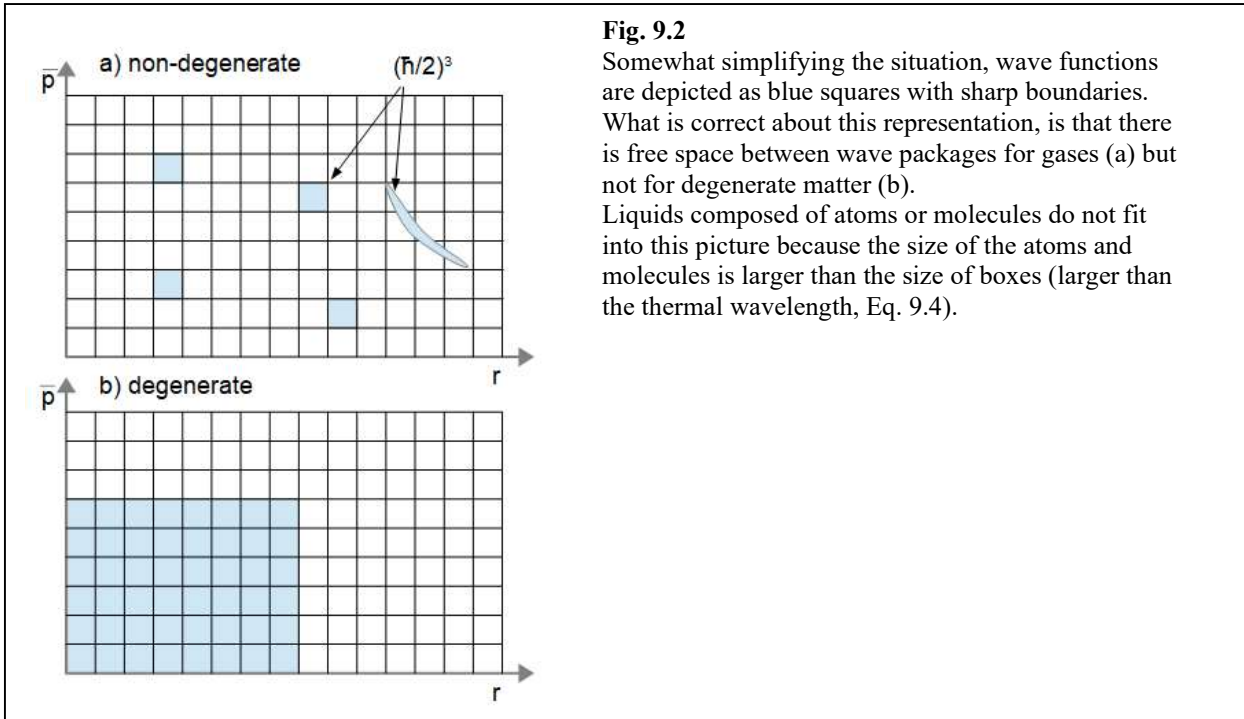 Fig. 9.2
Somewhat simplifying the situation, wave functions
are depicted as blue squares with sharp boundaries.
What is correct about this representation, is that there
is free space between wave packages for gases (a) but
not for degenerate matter (b).
Liquids composed of atoms or molecules do not fit
into this picture because the size of the atoms and
molecules is larger than the size of boxes (larger than
the thermal wavelength, Eq. 9.4).
p̅
a) non-degenerate
(ħ/2)³
r
p̅
b) degenerate
r